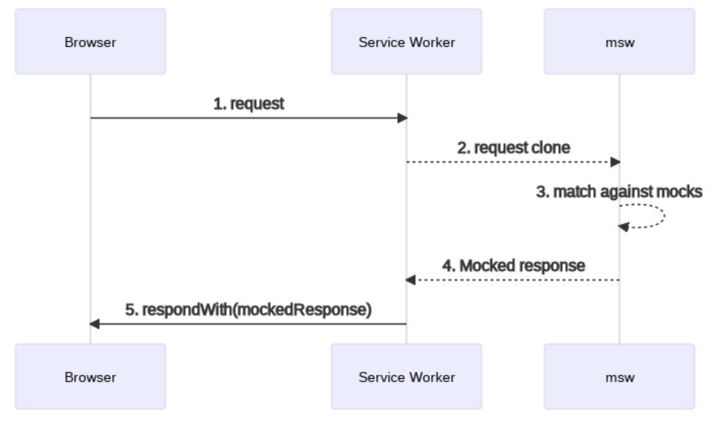 Browser
Service Worker
msw
1. request
2. request clone
3. match against mocks
4. Mocked response
5. respondWith(mockedResponse)
Browser
Service Worker
msw